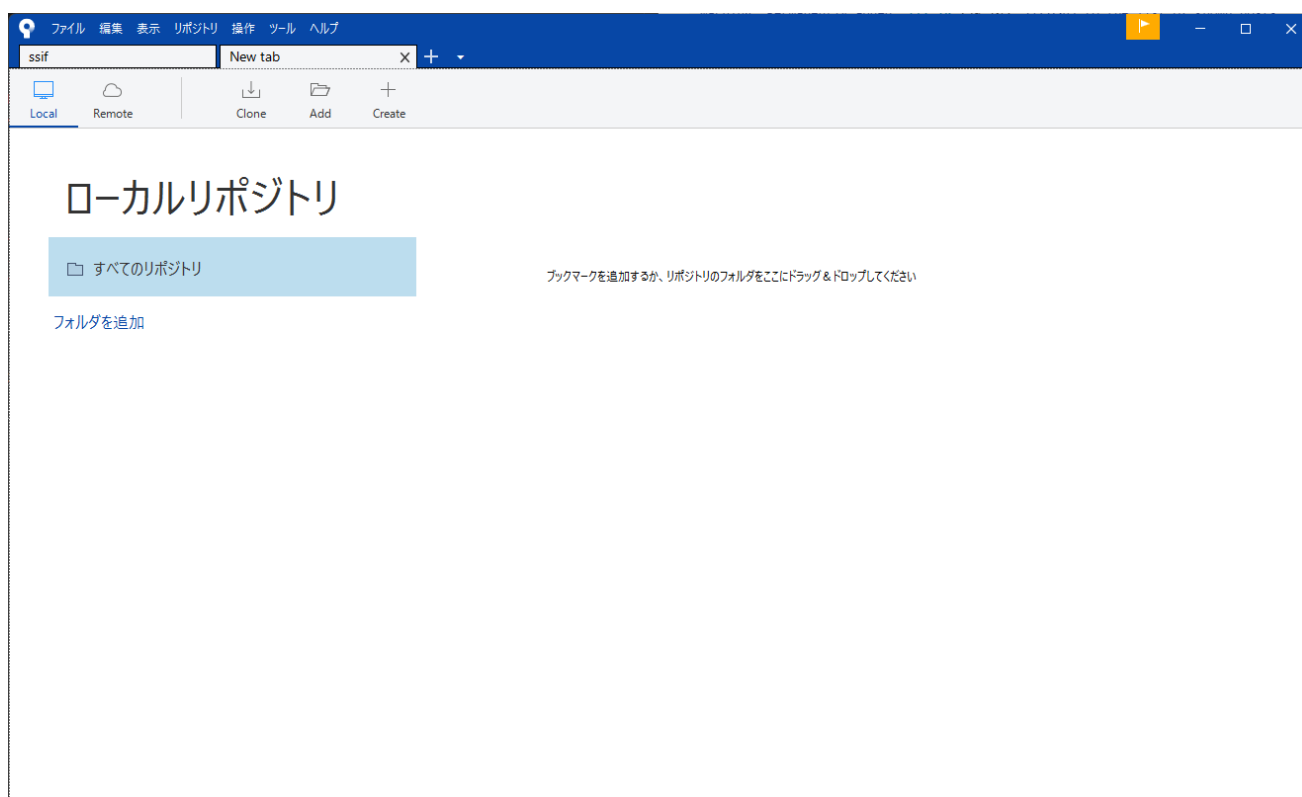 ファイル 編集 表示 リポジトリ 操作 ツール ヘルプ
ssif New tab
Local Remote Clone Add Create
ローカルリポジトリ
すべてのリポジトリ
ブックマークを追加するか、リポジトリのフォルダをここにドラッグ&ドロップしてください
フォルダを追加